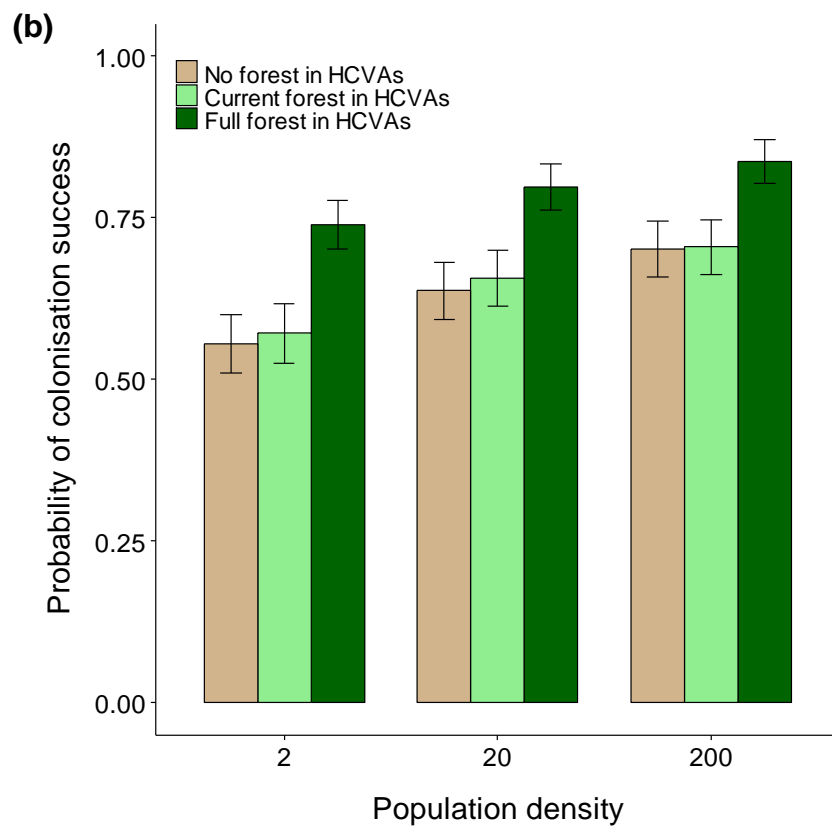 (b)
1.00
No forest in HCVAs
Current forest in HCVAs
Full forest in HCVAs
0.75
0.50
0.25
0.00
Probability of colonisation success
2
20
200
Population density